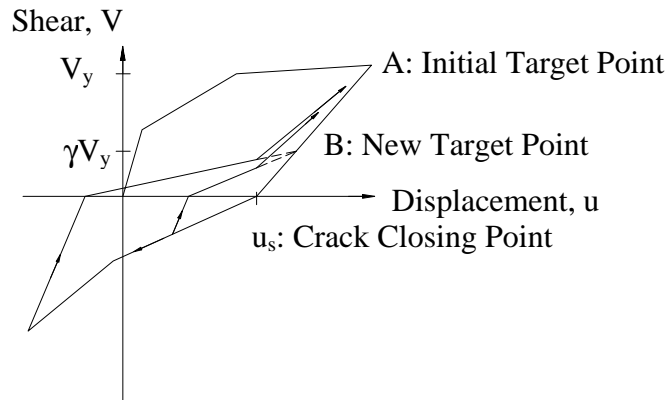 Shear, V
V_y
A: Initial Target Point
γV_y
B: New Target Point
Displacement, u
u_s: Crack Closing Point